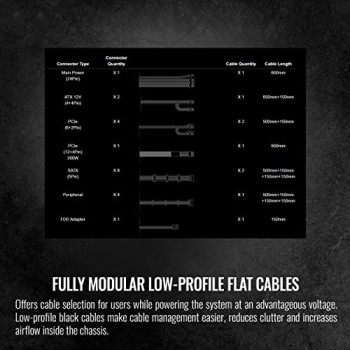 Connector Type Connector Quantity Cable Quantity Cable Length
Main Power (24Pin) X 1 X 1 600mm
ATX 12V (4+4Pin) X 2 X 1 600mm+150mm
PCIe (6+2Pin) X 4 X 2 500mm+150mm
PCIe (12+4Pin) X 1 X 1 600mm
SATA (5Pin) X 8 X 2 500mm+150mm +150mm+150mm
Peripheral X 4 X 1 500mm+150mm +150mm+150mm
FDD Adapter X 1 X 1 150mm
FULLY MODULAR LOW-PROFILE FLAT CABLES
Offers cable selection for users while powering the system at an advantageous voltage.
Low-profile black cables make cable management easier, reduces clutter and increases
airflow inside the chassis.